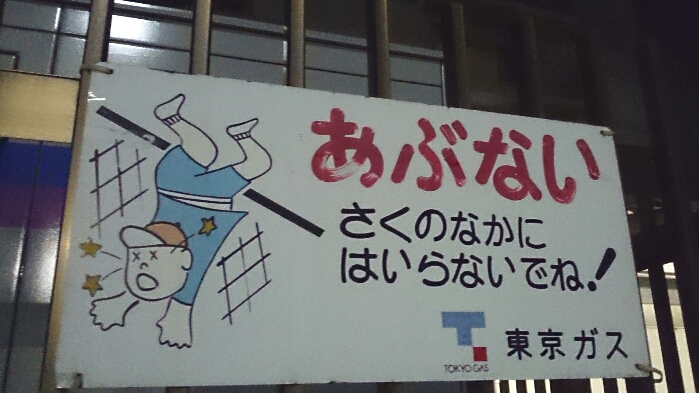 あぶない
さくのなかに
はいらないでね!
TOKYO GAS
東京ガス